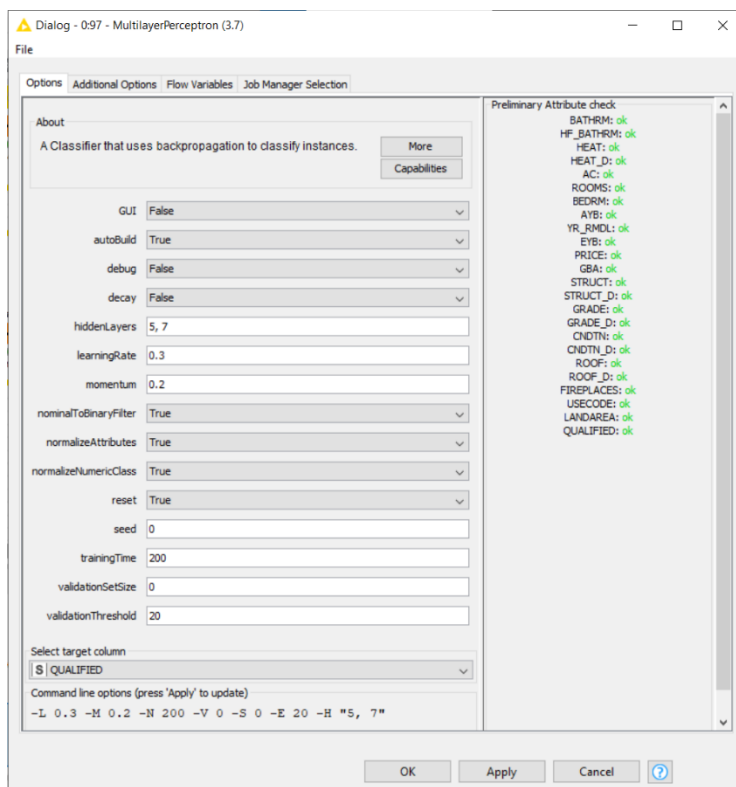 Dialog - 0:97 - MultilayerPerceptron (3.7)
File
Options Additional Options Flow Variables Job Manager Selection
About
A Classifier that uses backpropagation to classify instances.
More
Capabilities
GUI False
autoBuild True
debug False
decay False
hiddenLayers 5, 7
learningRate 0.3
momentum 0.2
nominalToBinaryFilter True
normalizeAttributes True
normalizeNumericClass True
reset True
seed 0
trainingTime 200
validationSetSize 0
validationThreshold 20
Select target column
S QUALIFIED
Command line options (press 'Apply' to update)
-L 0.3 -M 0.2 -N 200 -V 0 -S 0 -E 20 -H "5, 7"
Preliminary Attribute check
BATHRM: ok
HF_BATHRM: ok
HEAT: ok
HEAT_D: ok
AC: ok
ROOMS: ok
BEDRM: ok
AYB: ok
YR_RMDL: ok
EYB: ok
PRICE: ok
GBA: ok
STRUCT: ok
STRUCT_D: ok
GRADE: ok
GRADE_D: ok
CNDTN: ok
CNDTN_D: ok
ROOF: ok
ROOF_D: ok
FIREPLACES: ok
USECODE: ok
LANDAREA: ok
QUALIFIED: ok
OK Apply Cancel ?